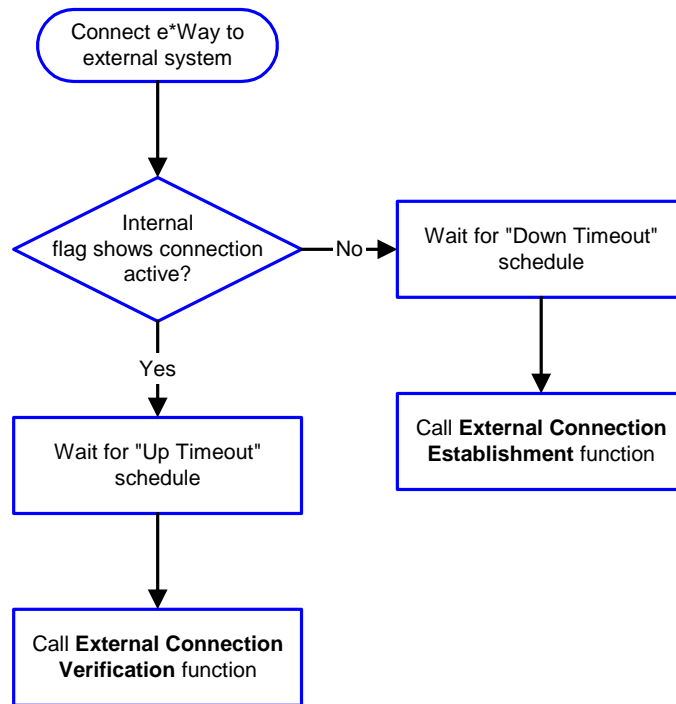 Connect e*Way to
external system
Internal
flag shows connection
active?
No
Wait for "Down Timeout"
schedule
Yes
Call External Connection
Establishment function
Wait for "Up Timeout"
schedule
Call External Connection
Verification function